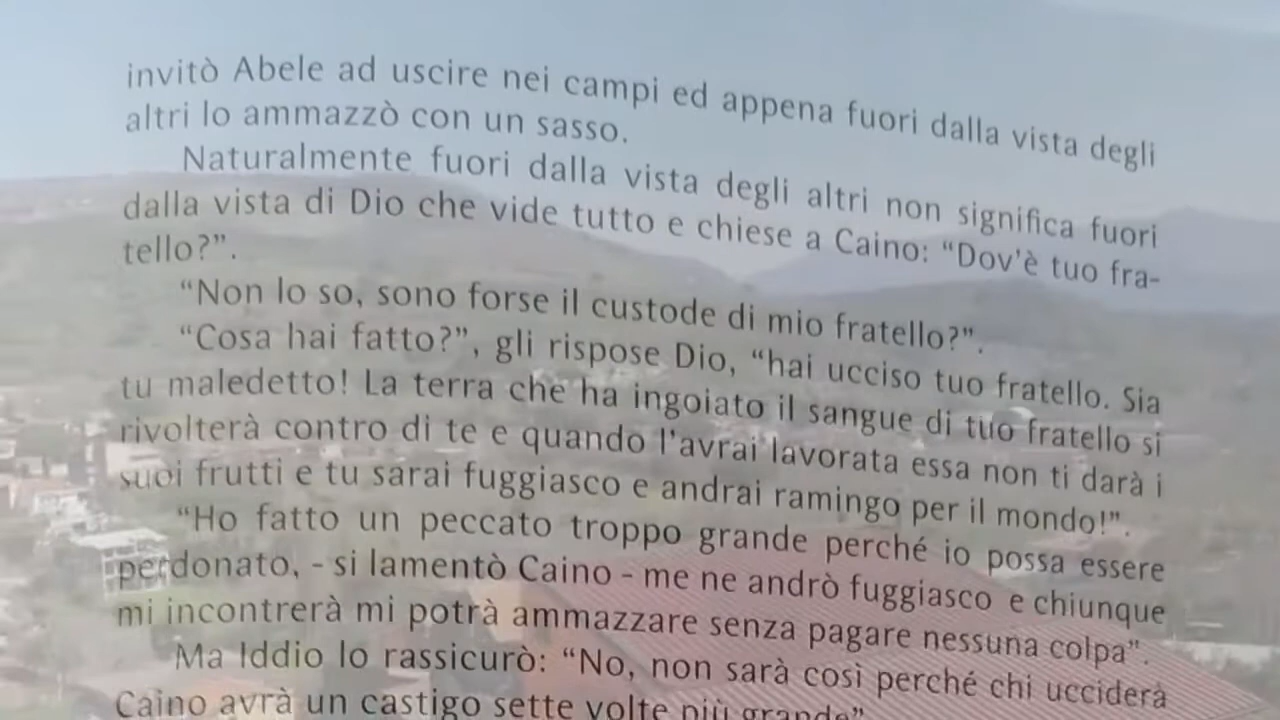 invitò Abele ad uscire nei campi ed appena fuori dalla vista degli
altri lo ammazzò con un sasso.
Naturalmente fuori dalla vista degli altri non significa fuori
dalla vista di Dio che vide tutto e chiese a Caino: “Dov'è tuo fra-
tello?”.
“Non lo so, sono forse il custode di mio fratello?”.
“Cosa hai fatto?”, gli rispose Dio, “hai ucciso tuo fratello. Sia
tu maledetto! La terra che ha ingoiato il sangue di tuo fratello si
rivolterà contro di te e quando l'avrai lavorata essa non ti darà i
suoi frutti e tu sarai fuggiasco e andrai ramingo per il mondo!”.
“Ho fatto un peccato troppo grande perché io possa essere
perdonato, - si lamentò Caino - me ne andrò fuggiasco e chiunque
mi incontrerà mi potrà ammazzare senza pagare nessuna colpa”.
Ma Iddio lo rassicurò: “No, non sarà così perché chi ucciderà
Caino avrà un castigo sette volte più grande”